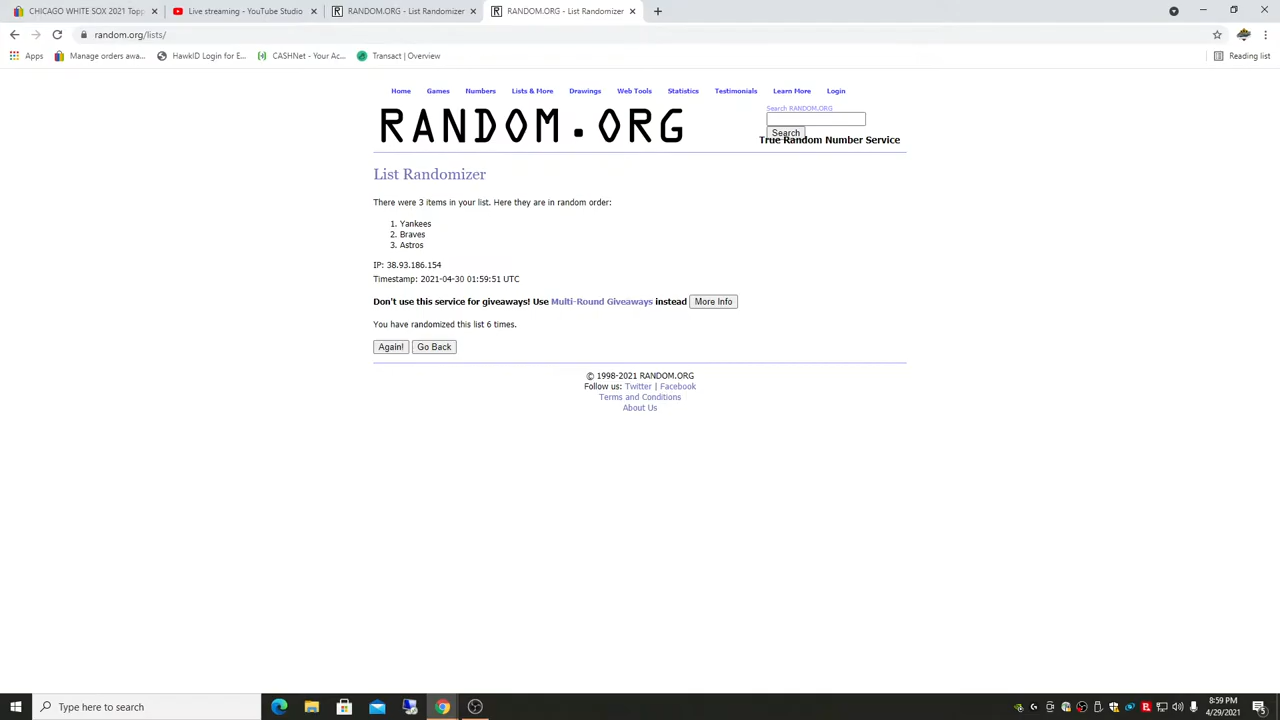 CHICAGO WHITE SOX 2021 Topp
Live streaming - YouTube Studio
RANDOM.ORG - List Randomizer
RANDOM.ORG - List Randomizer
random.org/lists/
Apps
Manage orders awa...
HawkID Login for E...
CASHNet - Your Ac...
Transact | Overview
Reading list
Home Games Numbers Lists & More Drawings Web Tools Statistics Testimonials Learn More Login
RANDOM.ORG
Search RANDOM.ORG
Search
True Random Number Service
List Randomizer
There were 3 items in your list. Here they are in random order:
1. Yankees
2. Braves
3. Astros
IP: 38.93.186.154
Timestamp: 2021-04-30 01:59:51 UTC
Don't use this service for giveaways! Use Multi-Round Giveaways instead More Info
You have randomized this list 6 times.
Again! Go Back
© 1998-2021 RANDOM.ORG
Follow us: Twitter | Facebook
Terms and Conditions
About Us
Type here to search
8:59 PM
4/29/2021